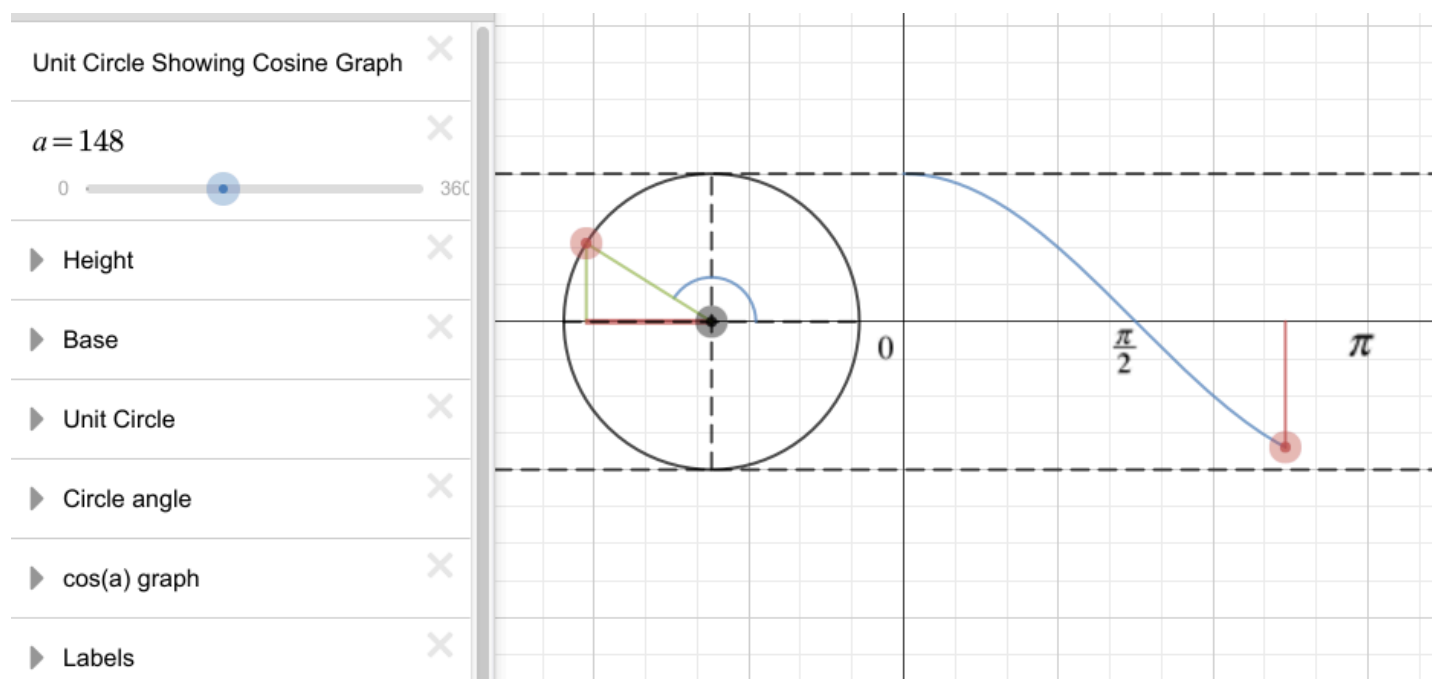 Unit Circle Showing Cosine Graph
a=148
0 360
Height
Base
Unit Circle
Circle angle
cos(a) graph
Labels
0 π/2 π